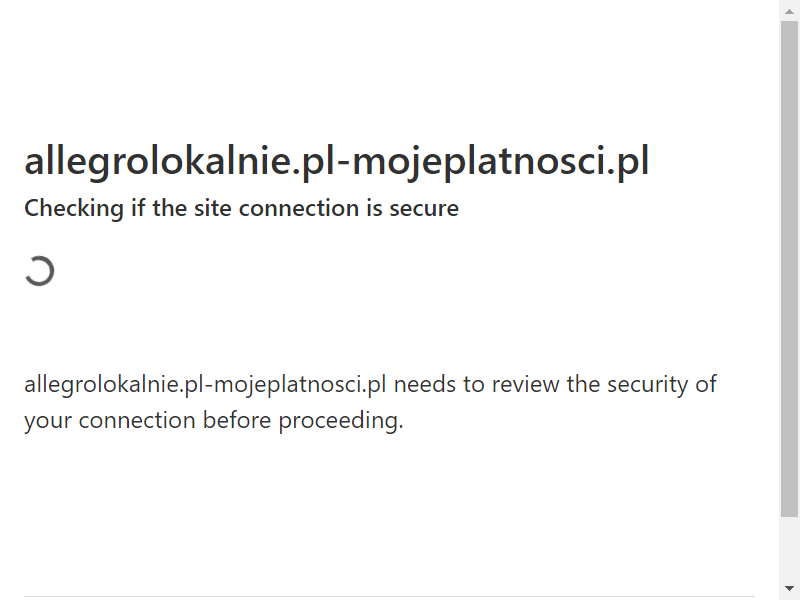 allegrolokalnie.pl-mojeplatnosci.pl
Checking if the site connection is secure
allegrolokalnie.pl-mojeplatnosci.pl needs to review the security of
your connection before proceeding.